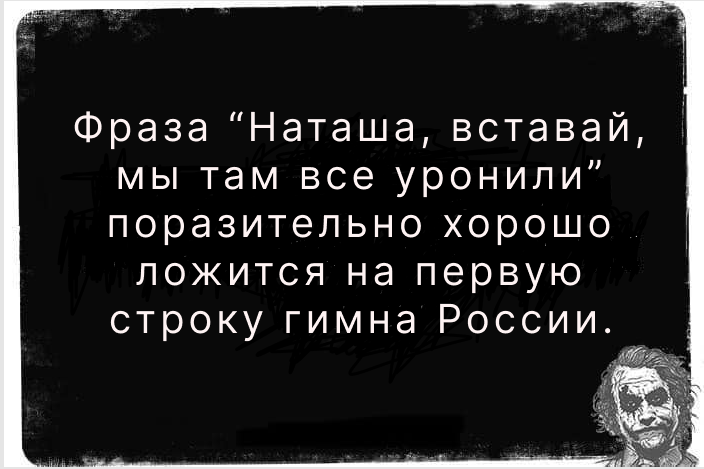 Фраза “Наташа, вставай,
мы там все уронили”
поразительно хорошо
ложится на первую
строку гимна России.